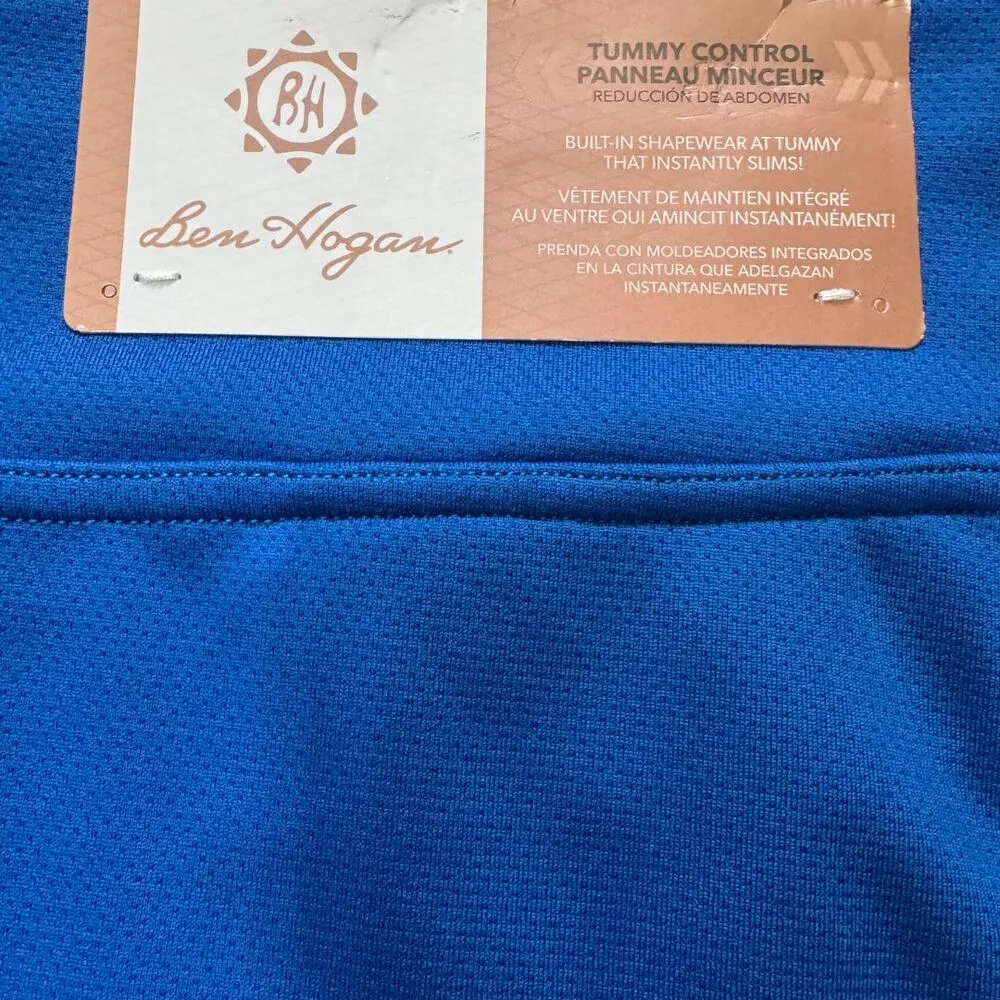 BH
Ben Hogan.
TUMMY CONTROL
PANNEAU MINCEUR
REDUCCIÓN DE ABDOMEN
BUILT-IN SHAPEWEAR AT TUMMY
THAT INSTANTLY SLIMS!
VÊTEMENT DE MAINTIEN INTÉGRÉ
AU VENTRE QUI AMINCIT INSTANTANÉMENT!
PRENDA CON MOLDEADORES INTEGRADOS
EN LA CINTURA QUE ADELGAZAN
INSTANTANEAMENTE